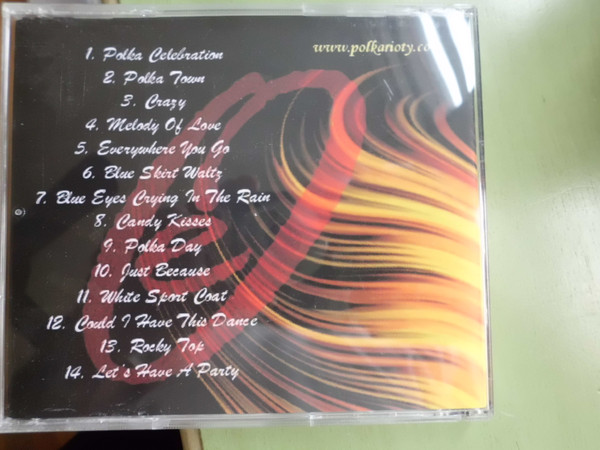 www.polkarioty.co
1. Polka Celebration
2. Polka Town
3. Crazy
4. Melody Of Love
5. Everywhere You Go
6. Blue Skirt Waltz
7. Blue Eyes Crying In The Rain
8. Candy Kisses
9. Polka Day
10. Just Because
11. White Sport Coat
12. Could I Have This Dance
13. Rocky Top
14. Let's Have A Party